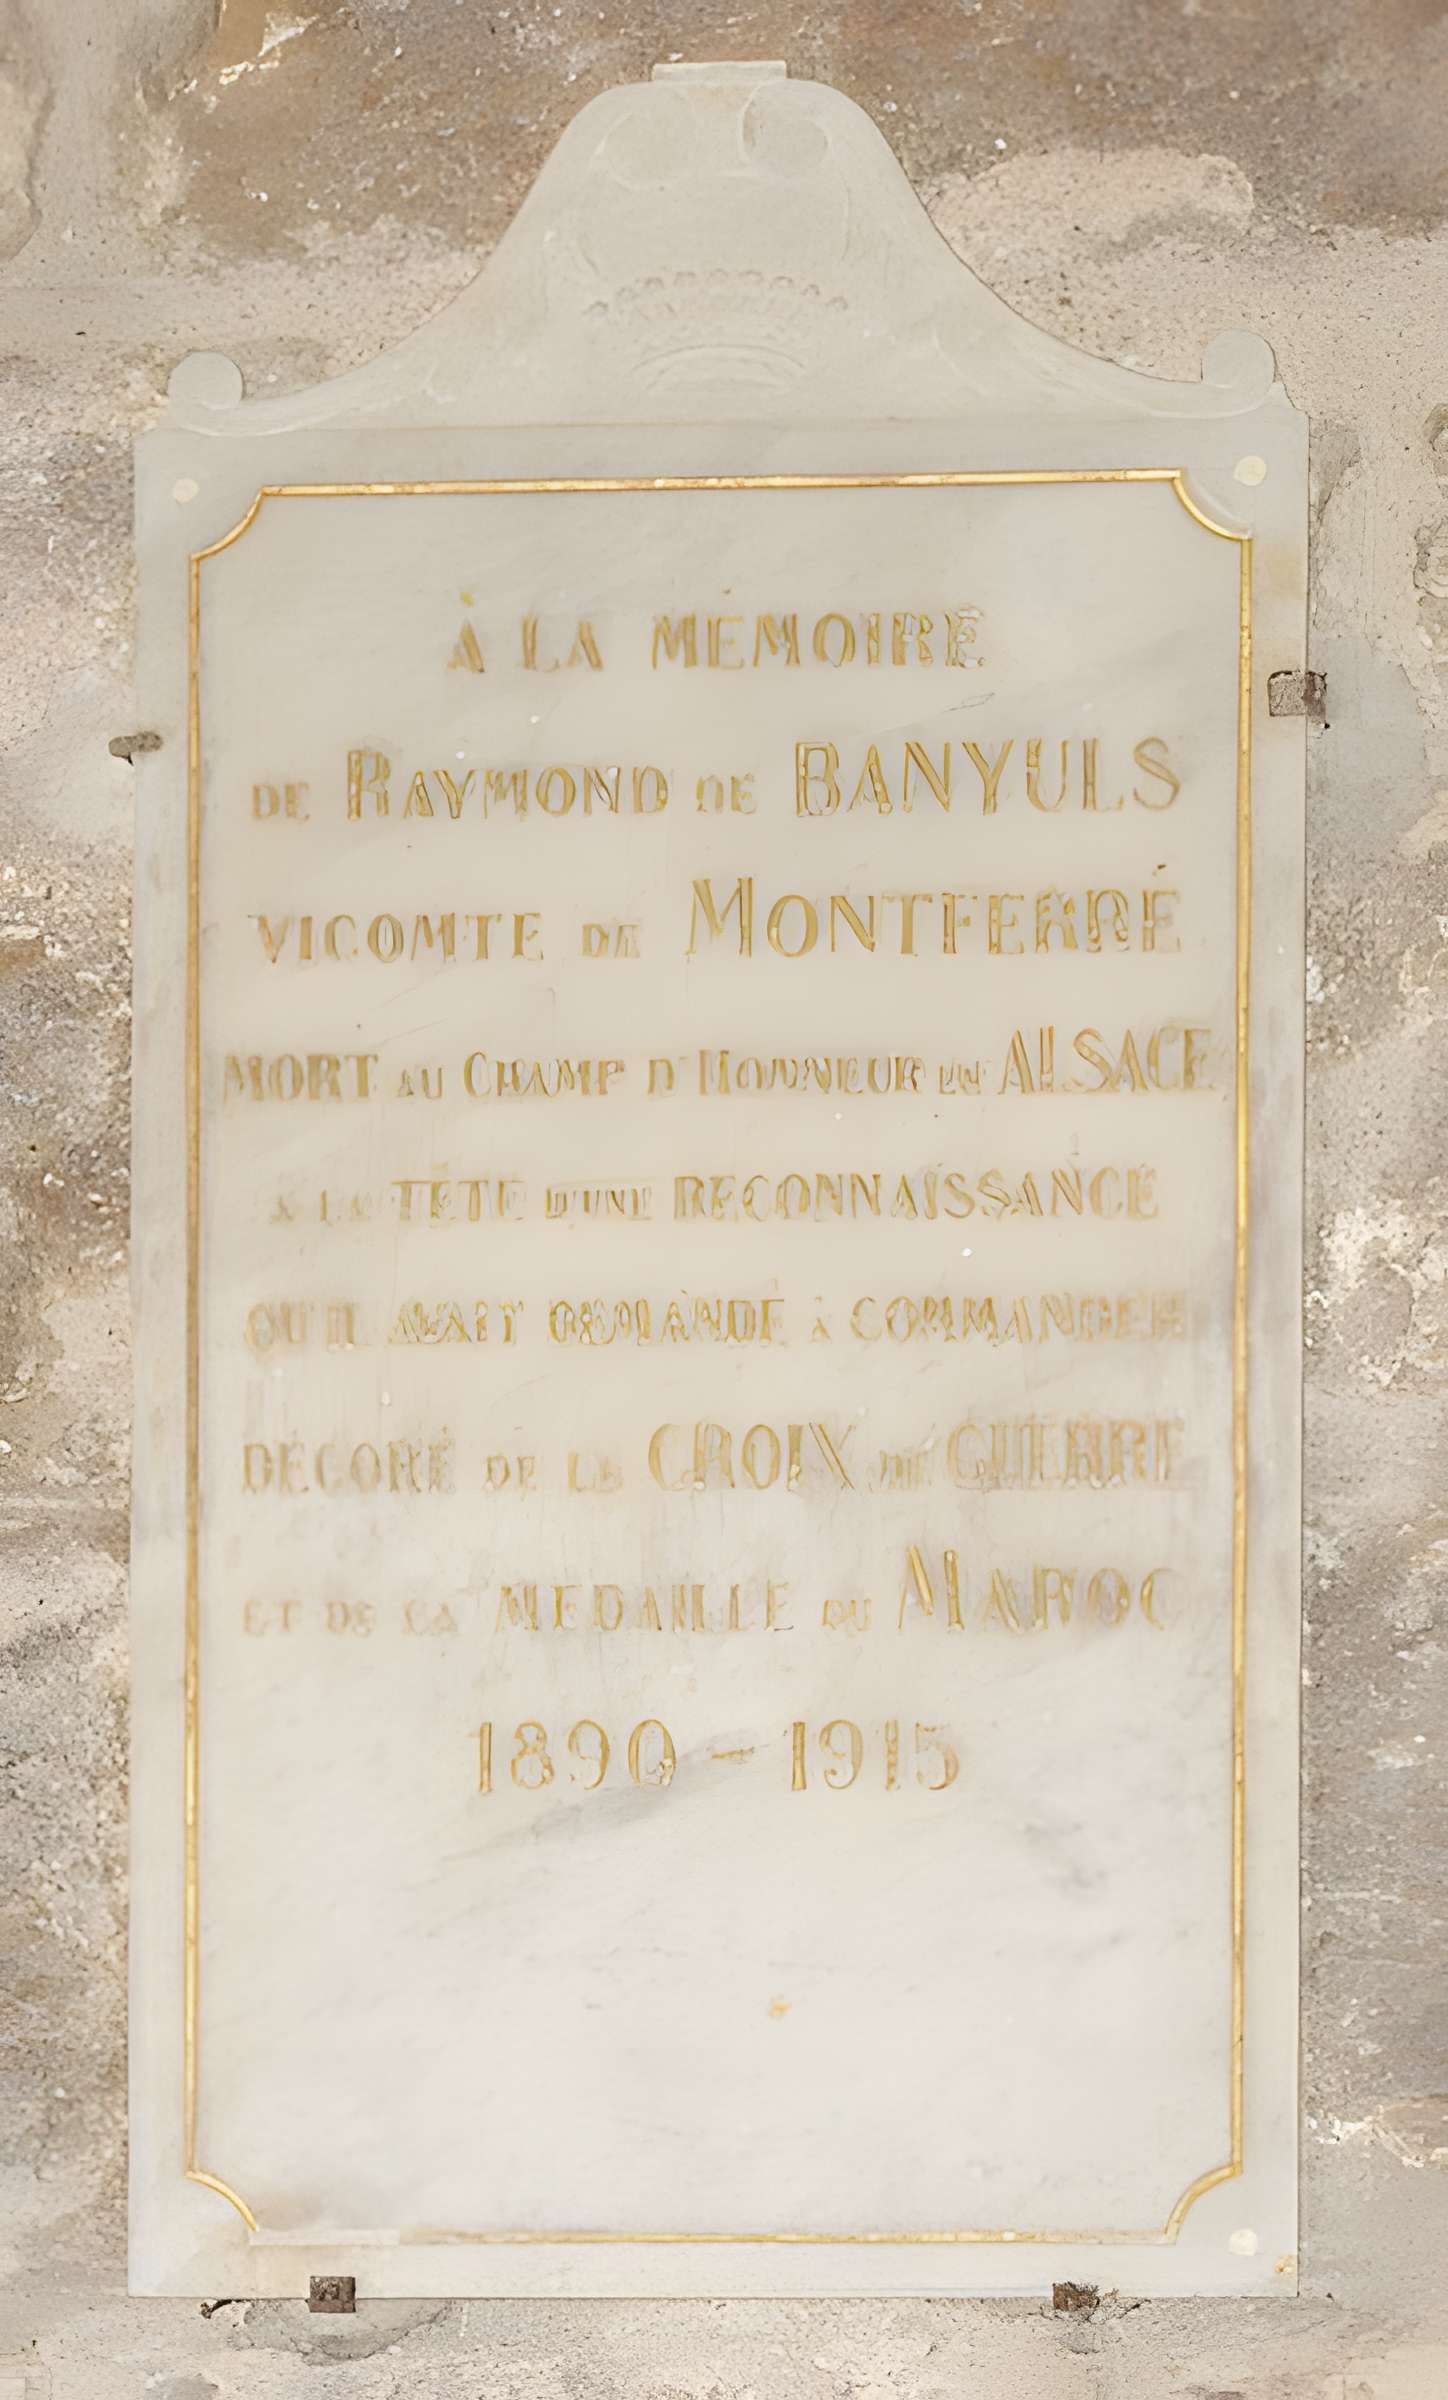 À LA MÉMOIRE
DE RAYMOND DE BANYULS
VICOMTE DE MONTFERRÉ
MORT AU CHAMP D'HONNEUR EN ALSACE
A LA TÊTE D'UNE RECONNAISSANCE
QU'IL AVAIT DEMANDÉ À COMMANDER
DÉCORÉ DE LA CROIX DE GUERRE
ET DE LA MEDAILLE DU MAROC
1890 - 1915